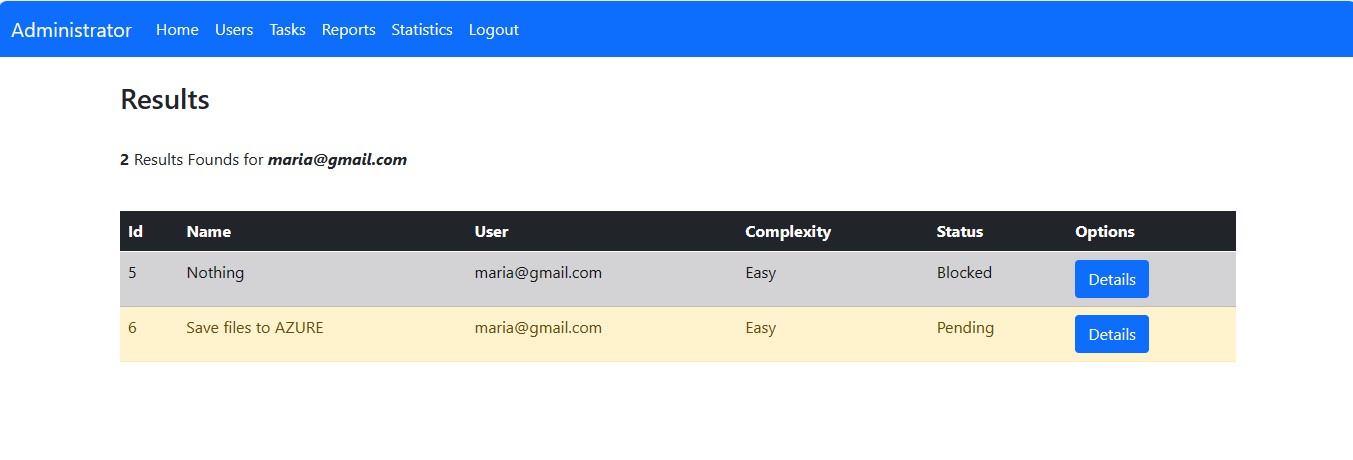 Administrator Home Users Tasks Reports Statistics Logout
Results
2 Results Founds for maria@gmail.com
Id Name User Complexity Status Options
5 Nothing maria@gmail.com Easy Blocked Details
6 Save files to AZURE maria@gmail.com Easy Pending Details